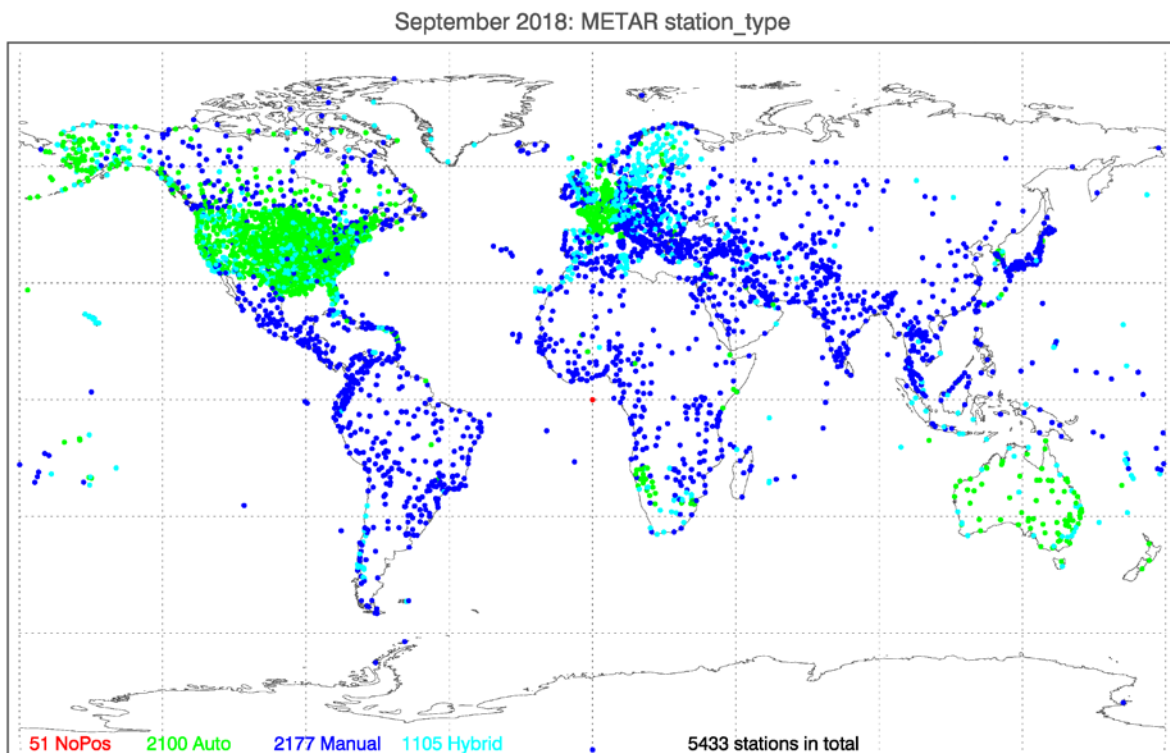 September 2018: METAR station_type
51 NoPos 2100 Auto 2177 Manual 1105 Hybrid 5433 stations in total